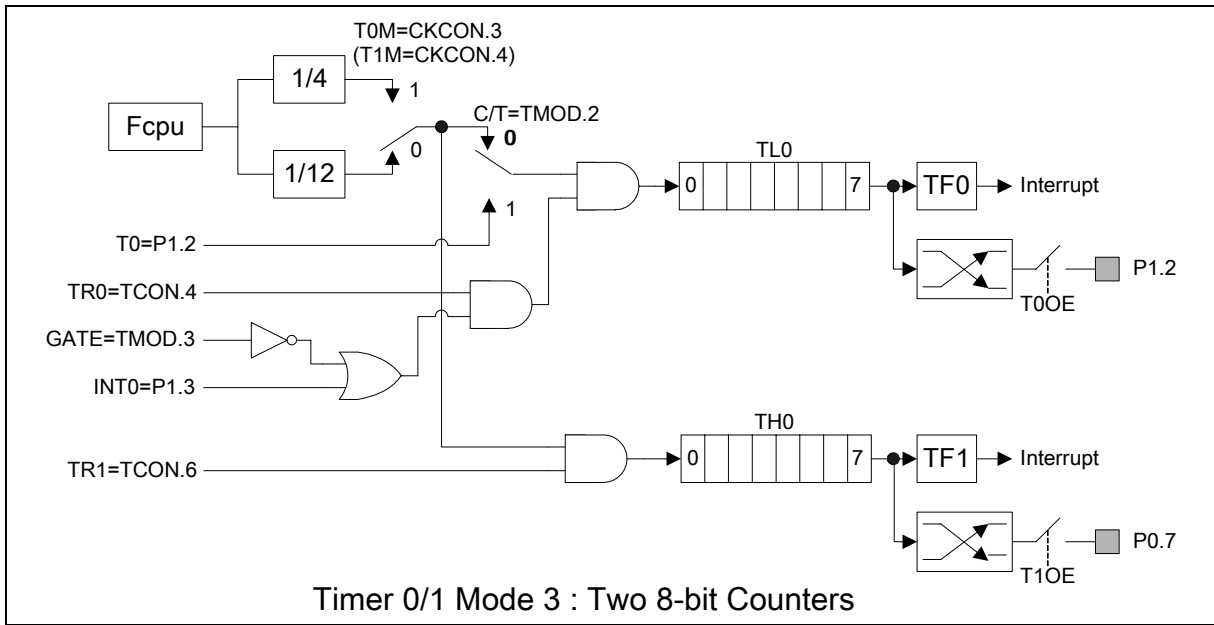 T0M=CKCON.3
(T1M=CKCON.4)
1/4
1
Fcpu
C/T=TMOD.2
0
0
1/12
TL0
0 7
TF0
Interrupt
1
T0=P1.2
P1.2
TR0=TCON.4
T0OE
GATE=TMOD.3
INT0=P1.3
TH0
0 7
TF1
Interrupt
TR1=TCON.6
P0.7
T1OE
Timer 0/1 Mode 3 : Two 8-bit Counters